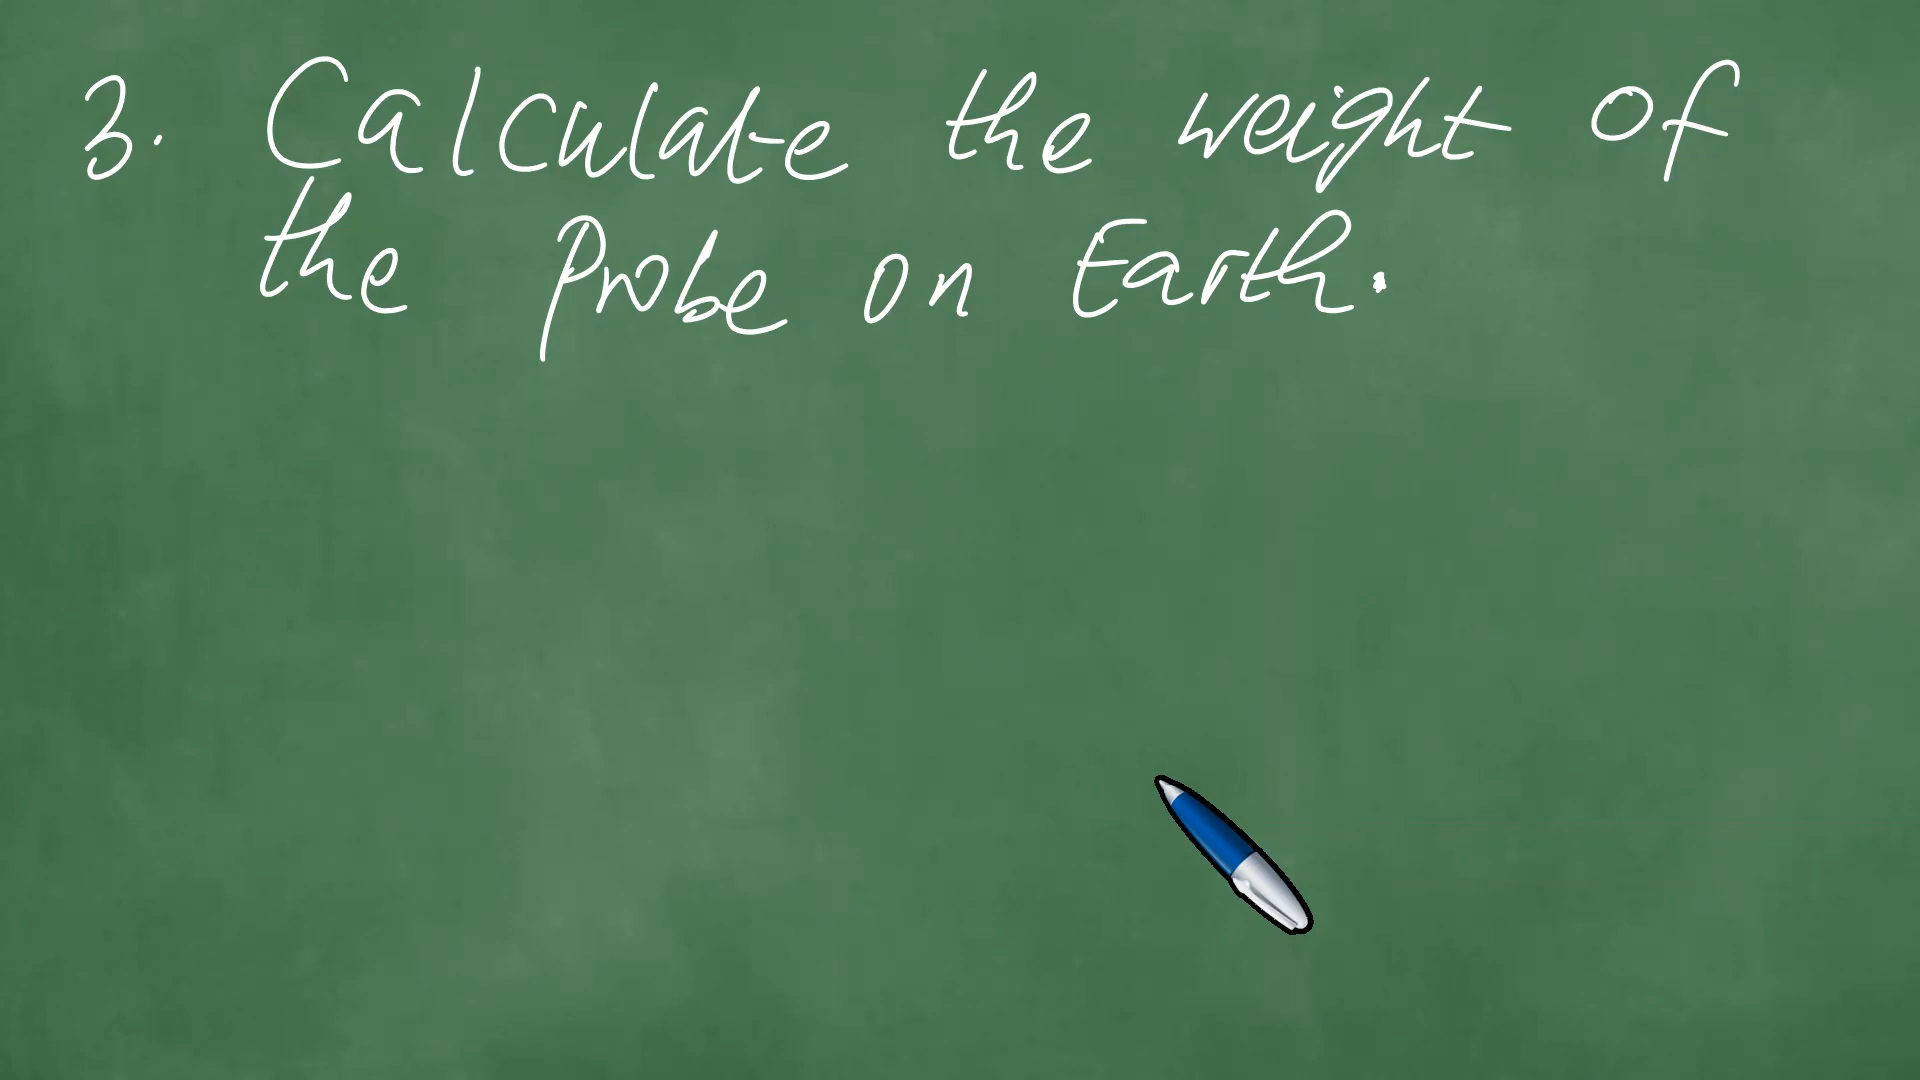 3. Calculate the weight of
the Probe on Earth.